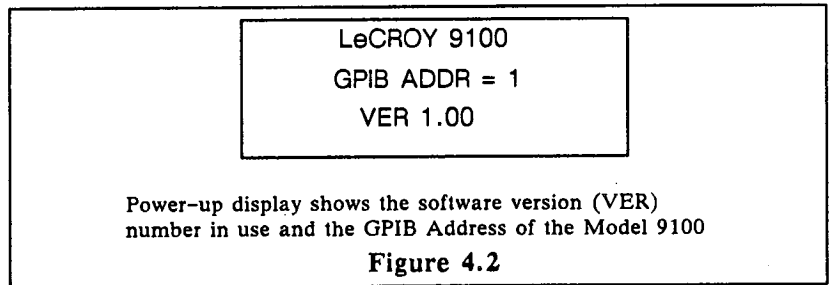 LeCROY 9100
GPIB ADDR = 1
VER 1.00
Power-up display shows the software version (VER)
number in use and the GPIB Address of the Model 9100
Figure 4.2